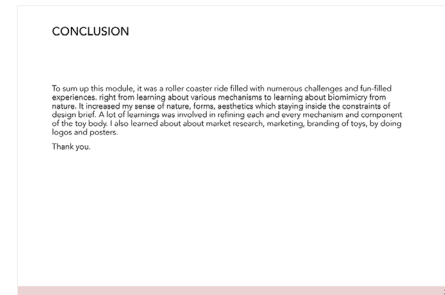 CONCLUSION
To sum up this module, it was a roller coaster ride filled with numerous challenges and fun-filled
experiences. right from learning about various mechanisms to learning about biomimicry from
nature. It increased my sense of nature, forms, aesthetics which staying inside the constraints of
design brief. A lot of learnings was involved in refining each and every mechanism and component
of the toy body. I also learned about about market research, marketing, branding of toys, by doing
logos and posters.
Thank you.